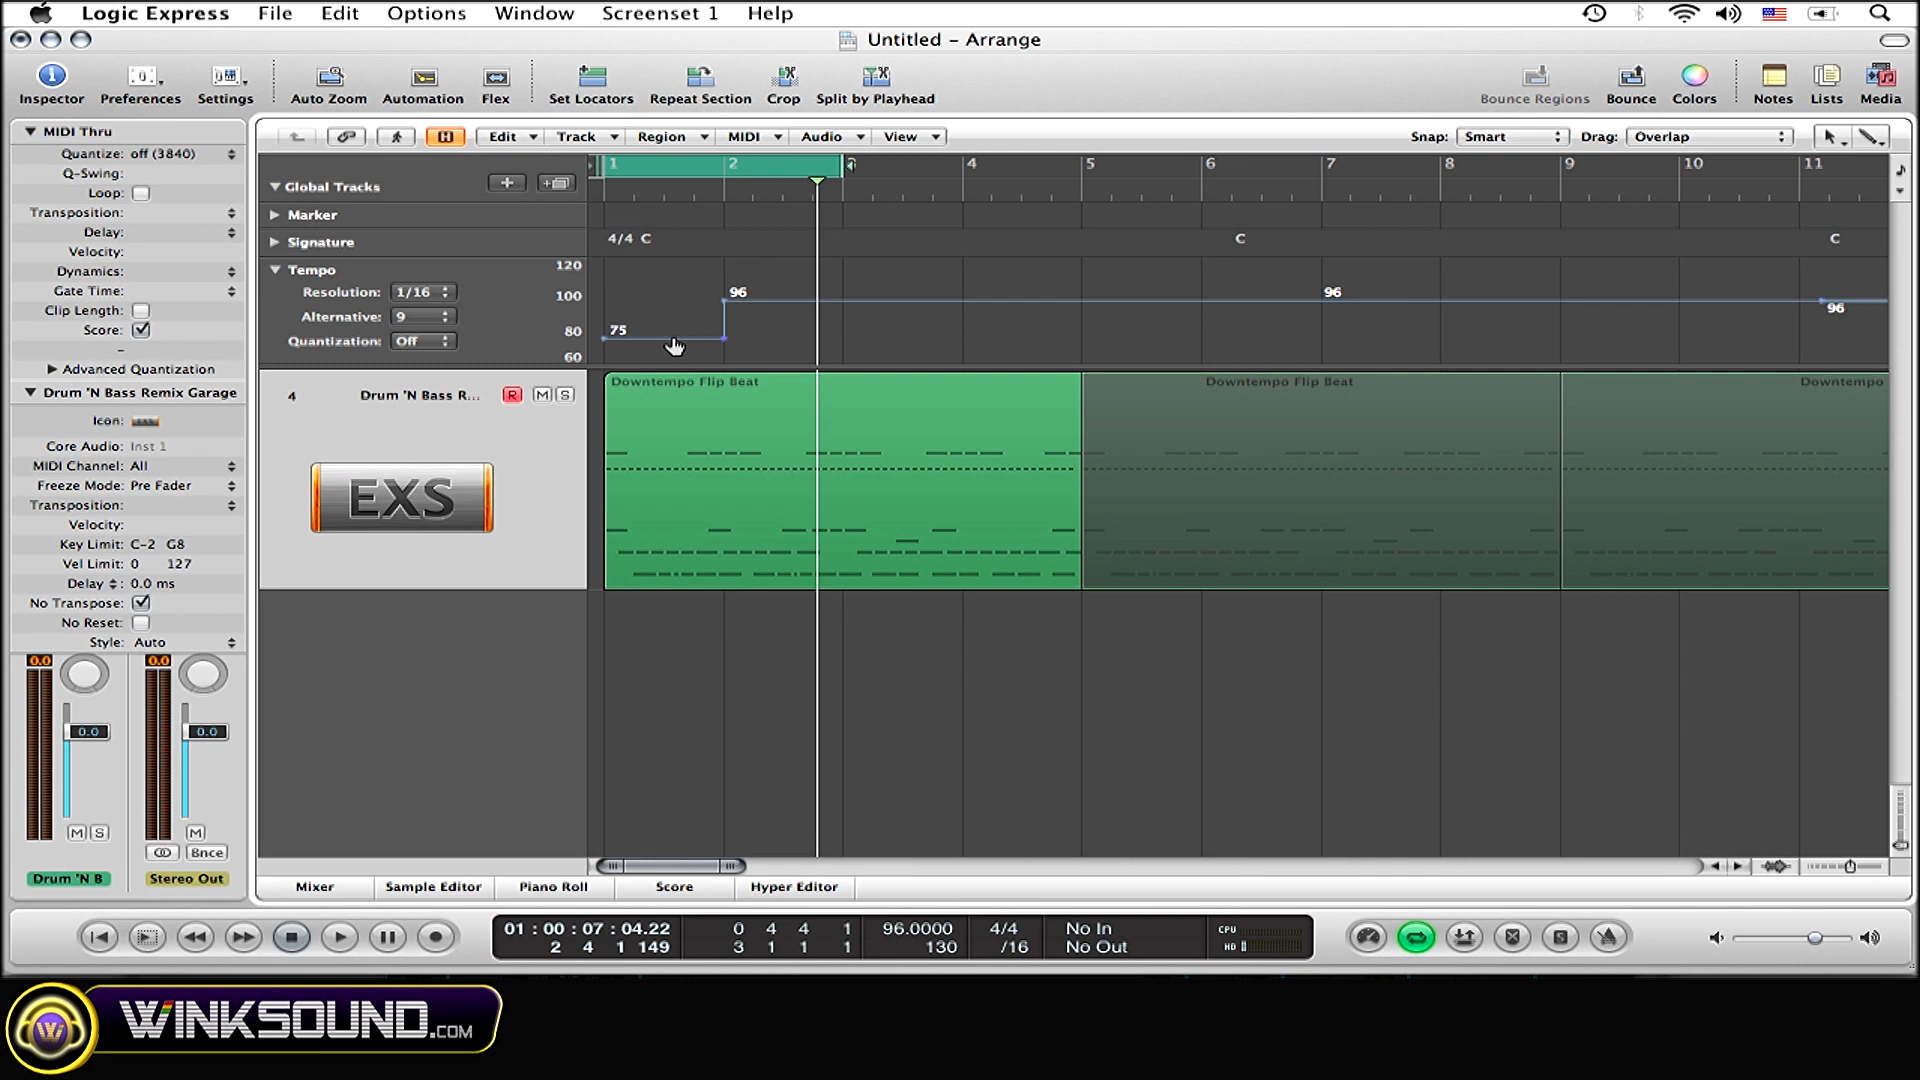 Logic Express File Edit Options Window Screenset 1 Help
Untitled - Arrange
Inspector Preferences Settings Auto Zoom Automation Flex Set Locators Repeat Section Crop Split by Playhead Bounce Regions Bounce Colors Notes Lists Media
MIDI Thru
Quantize: off (3840)
Q-Swing:
Loop:
Transposition:
Delay:
Velocity:
Dynamics:
Gate Time:
Clip Length:
Score:
Advanced Quantization
Drum 'N Bass Remix Garage
Icon:
Core Audio: Inst 1
MIDI Channel: All
Freeze Mode: Pre Fader
Transposition:
Velocity:
Key Limit: C-2 G8
Vel Limit: 0 127
Delay: 0.0 ms
No Transpose:
No Reset:
Style: Auto
0.0 0.0
0.0 0.0
M S M
Bnce
Drum 'N B Stereo Out
Edit Track Region MIDI Audio View Snap: Smart Drag: Overlap
1 2 3 4 5 6 7 8 9 10 11
Global Tracks
Marker
Signature 4/4 C C C
Tempo 120
Resolution: 1/16 100 96 96 96
Alternative: 9 80 75
Quantization: Off 60
4 Drum 'N Bass R... R M S
Downtempo Flip Beat Downtempo Flip Beat Downtempo
EXS
Mixer Sample Editor Piano Roll Score Hyper Editor
01 : 00 : 07 : 04.22 0 4 4 1 96.0000 4/4 No In CPU
2 4 1 149 3 1 1 1 130 /16 No Out HD
S
W WINKSOUND.COM